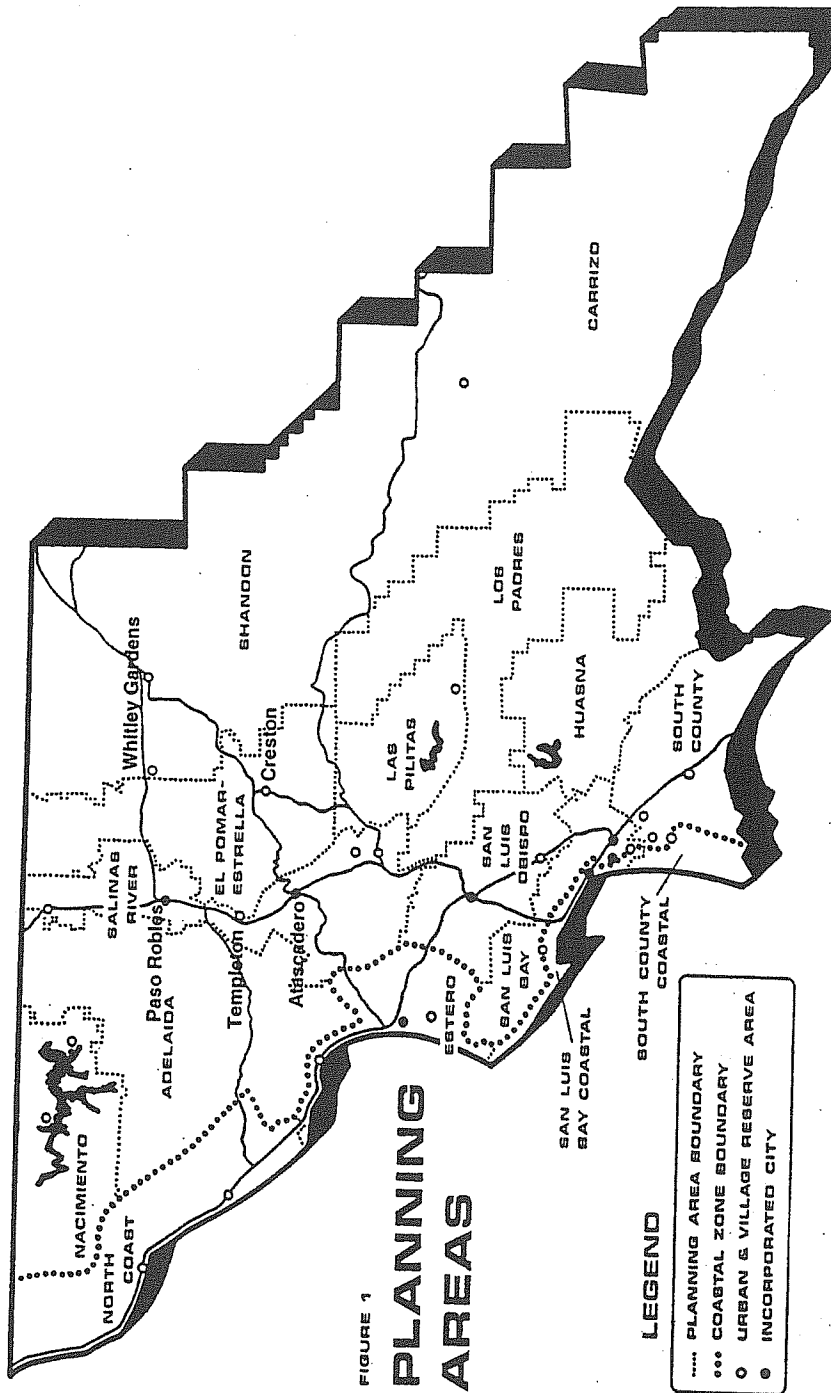 FIGURE 1
PLANNING
AREAS
NACIMIENTO
NORTH
COAST
ADELAIDA
SALINAS
RIVER
Paso Robles
Templeton
Atascadero
EL POMAR-
ESTRELLA
Whitley Gardens
Creston
SHANDON
CARRIZO
LOS
PADRES
LAS
PILITAS
HUASNA
SAN
LUIS
OBISPO
ESTERO
SAN LUIS
BAY
SAN LUIS
BAY COASTAL
SOUTH
COUNTY
SOUTH COUNTY
COASTAL
LEGEND
PLANNING AREA BOUNDARY
COASTAL ZONE BOUNDARY
URBAN & VILLAGE RESERVE AREA
INCORPORATED CITY